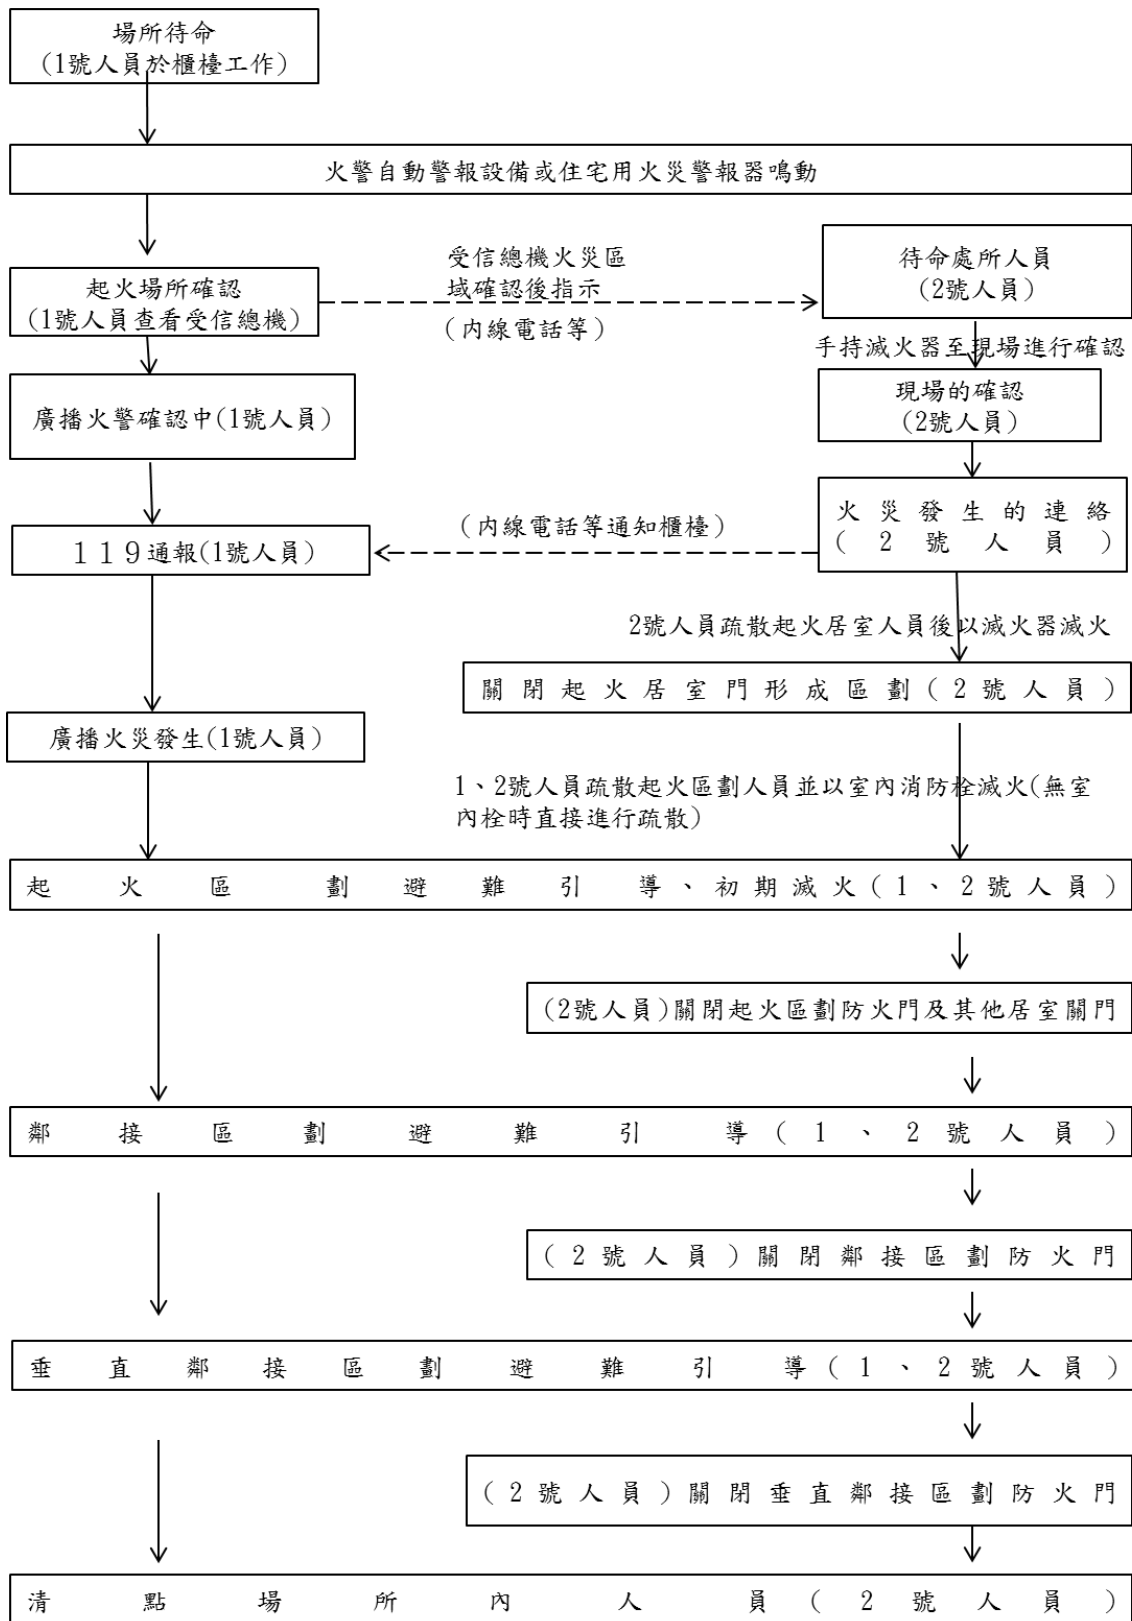 場所待命
(1號人員於櫃檯工作)
火警自動警報設備或住宅用火災警報器鳴動
受信總機火災區
域確認後指示
(內線電話等)
待命處所人員
(2號人員)
起火場所確認
(1號人員查看受信總機)
手持滅火器至現場進行確認
廣播火警確認中(1號人員)
現場的確認
(2號人員)
火災發生的連絡
(2號人員)
(內線電話等通知櫃檯)
１１９通報(1號人員)
2號人員疏散起火居室人員後以滅火器滅火
關閉起火居室門形成區劃(2號人員)
廣播火災發生(1號人員)
1、2號人員疏散起火區劃人員並以室內消防栓滅火(無室
內栓時直接進行疏散)
起火區劃避難引導、初期滅火(1、2號人員)
(2號人員)關閉起火區劃防火門及其他居室關門
鄰接區劃避難引導(1、2號人員)
(2號人員)關閉鄰接區劃防火門
垂直鄰接區劃避難引導(1、2號人員)
(2號人員)關閉垂直鄰接區劃防火門
清點場所內人員(2號人員)